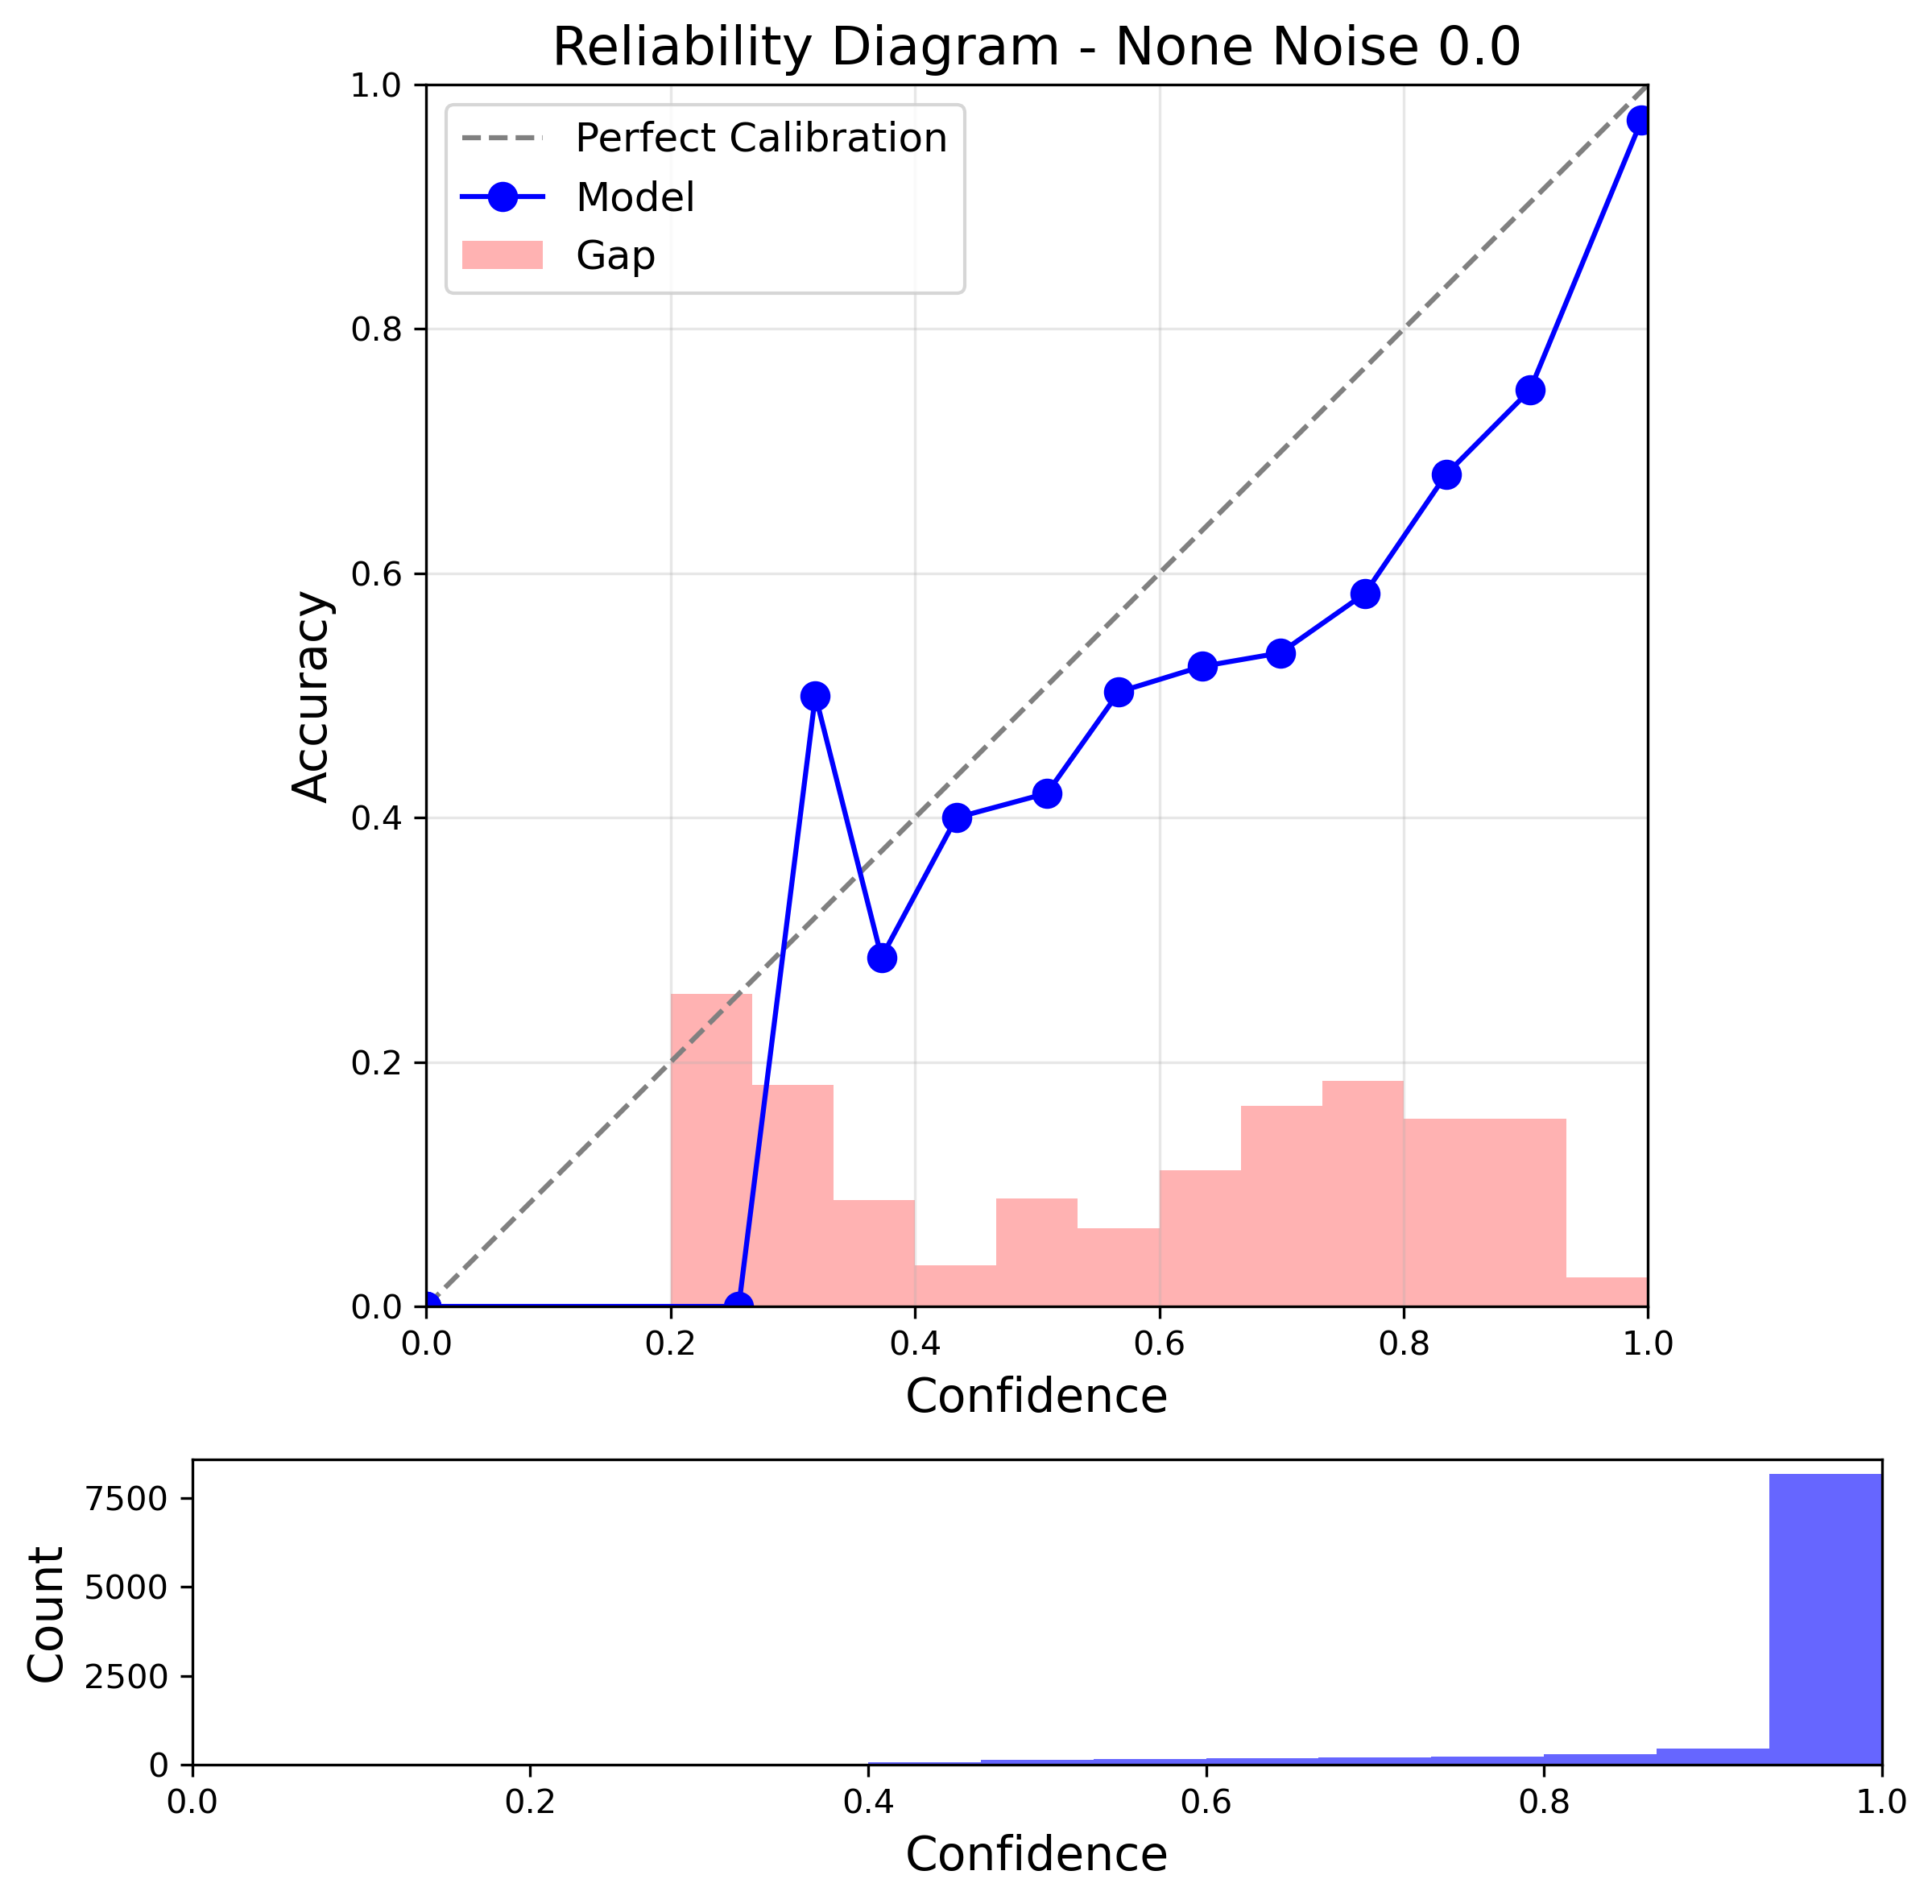 Reliability Diagram - None Noise 0.0
1.0
0.8
0.6
0.4
0.2
0.0
Accuracy
Perfect Calibration
Model
Gap
0.0 0.2 0.4 0.6 0.8 1.0
Confidence
7500
5000
2500
0
Count
0.0 0.2 0.4 0.6 0.8 1.0
Confidence